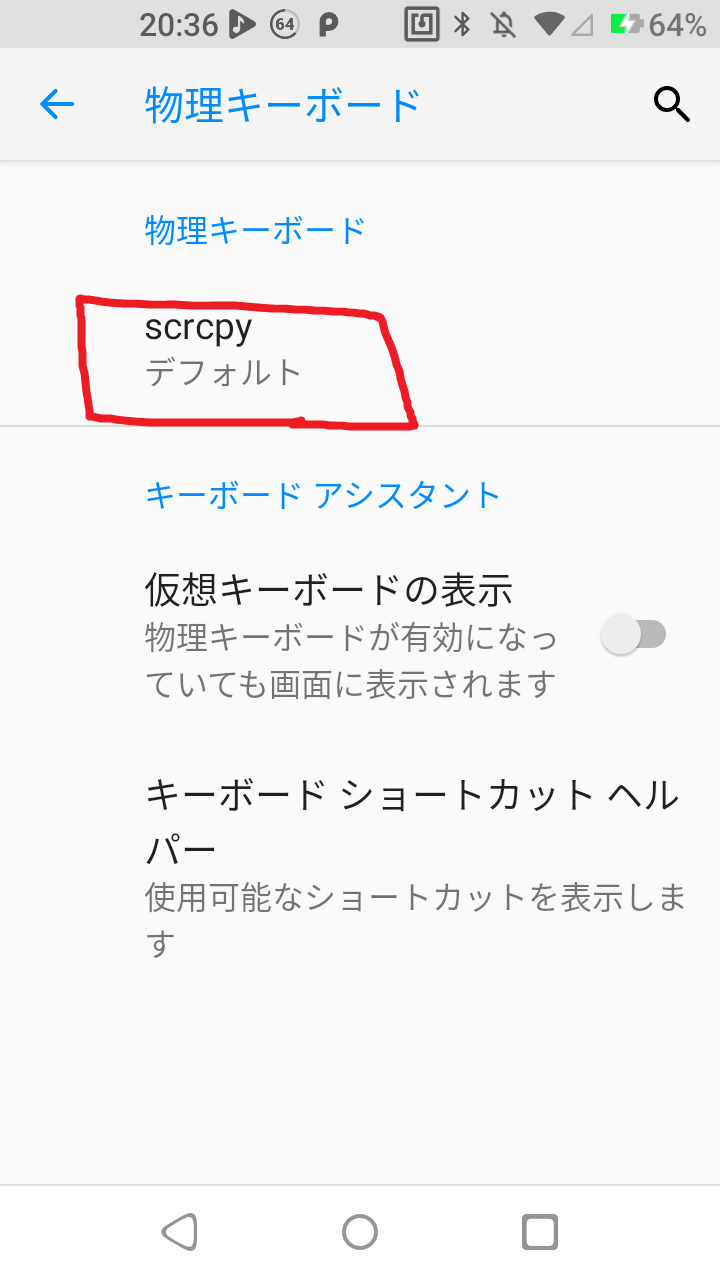 20:36 64 64%
物理キーボード
物理キーボード
scrcpy
デフォルト
キーボード アシスタント
仮想キーボードの表示
物理キーボードが有効になっ
ていても画面に表示されます
キーボード ショートカット ヘル
パー
使用可能なショートカットを表示しま
す